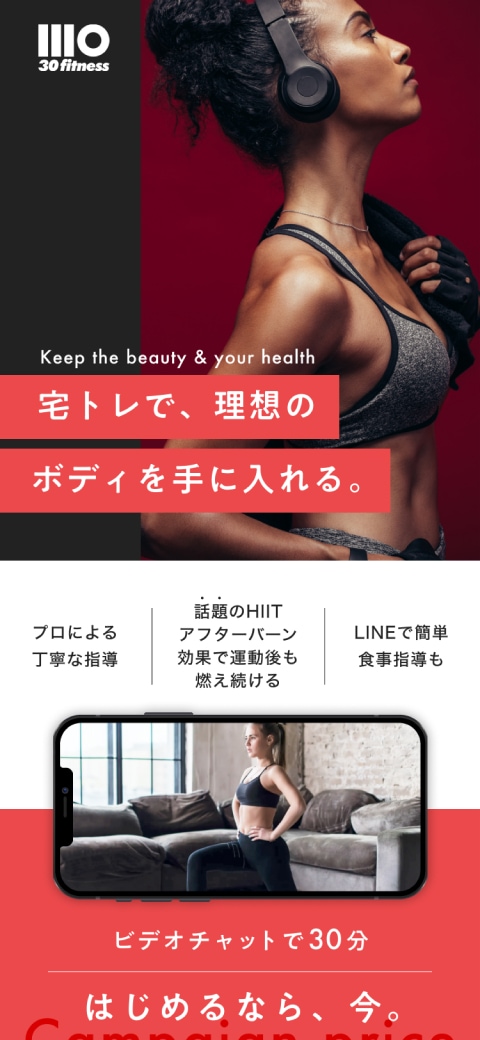 30fitness
Keep the beauty & your health
宅トレで、理想の
ボディを手に入れる。
プロによる
丁寧な指導
話題のHIIT
アフターバーン
効果で運動後も
燃え続ける
LINEで簡単
食事指導も
ビデオチャットで30分
はじめるなら、今。
Campaign price